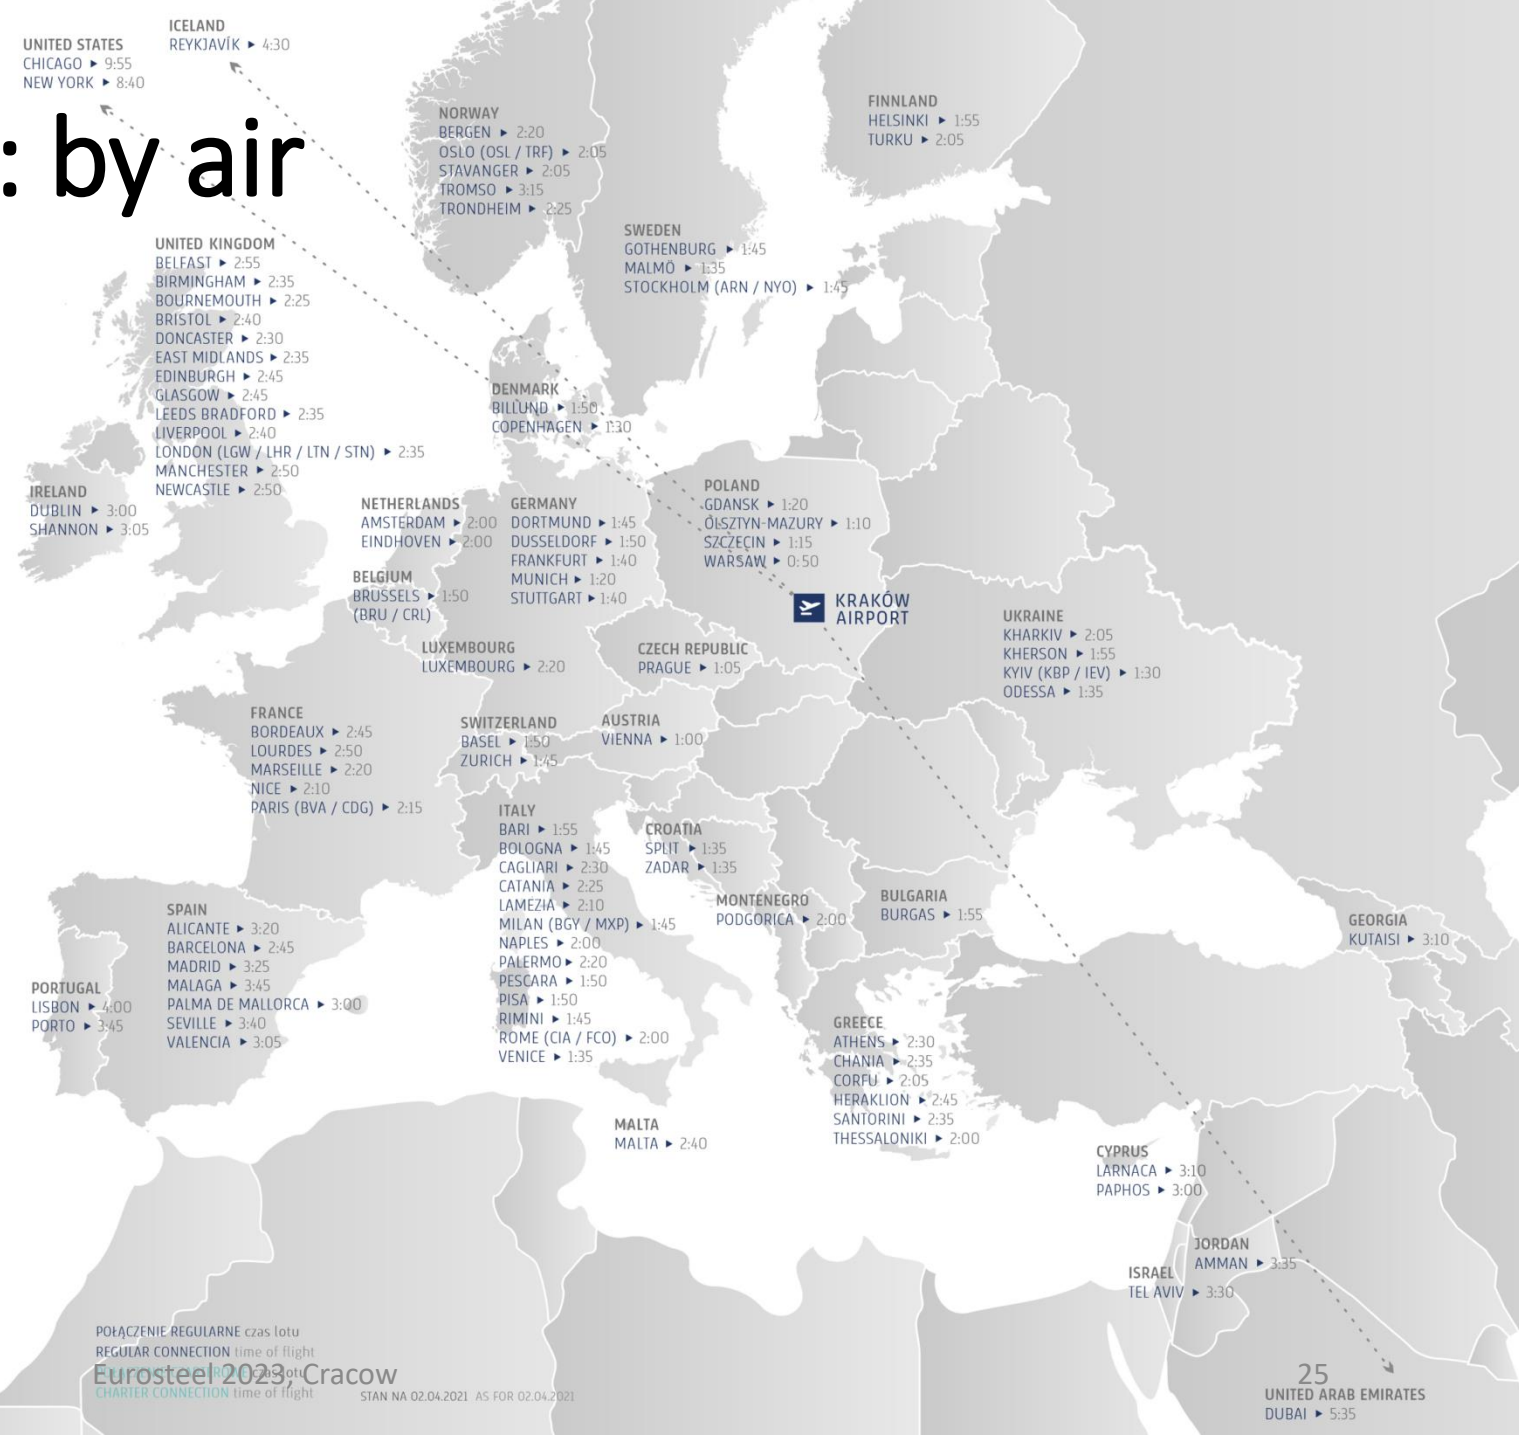 ICELAND
REYKJAVÍK ▸ 4:30
UNITED STATES
CHICAGO ▸ 9:55
NEW YORK ▸ 8:40
: by air
NORWAY
BERGEN ▸ 2:20
OSLO (OSL / TRF) ▸ 2:05
STAVANGER ▸ 2:05
TROMSO ▸ 3:15
TRONDHEIM ▸ 2:25
FINNLAND
HELSINKI ▸ 1:55
TURKU ▸ 2:05
SWEDEN
GOTHENBURG ▸ 1:45
MALMÖ ▸ 1:35
STOCKHOLM (ARN / NYO) ▸ 1:45
UNITED KINGDOM
BELFAST ▸ 2:55
BIRMINGHAM ▸ 2:35
BOURNEMOUTH ▸ 2:25
BRISTOL ▸ 2:40
DONCASTER ▸ 2:30
EAST MIDLANDS ▸ 2:35
EDINBURGH ▸ 2:45
GLASGOW ▸ 2:45
LEEDS BRADFORD ▸ 2:35
LIVERPOOL ▸ 2:40
LONDON (LGW / LHR / LTN / STN) ▸ 2:35
MANCHESTER ▸ 2:50
NEWCASTLE ▸ 2:50
DENMARK
BILLUND ▸ 1:50
COPENHAGEN ▸ 1:30
IRELAND
DUBLIN ▸ 3:00
SHANNON ▸ 3:05
NETHERLANDS
AMSTERDAM ▸ 2:00
EINDHOVEN ▸ 2:00
GERMANY
DORTMUND ▸ 1:45
DUSSELDORF ▸ 1:50
FRANKFURT ▸ 1:40
MUNICH ▸ 1:20
STUTTGART ▸ 1:40
POLAND
GDANSK ▸ 1:20
OLSZTYN-MAZURY ▸ 1:10
SZCZECIN ▸ 1:15
WARSAW ▸ 0:50
BELGIUM
BRUSSELS ▸ 1:50
(BRU / CRL)
KRAKÓW
AIRPORT
UKRAINE
KHARKIV ▸ 2:05
KHERSON ▸ 1:55
KYIV (KBP / IEV) ▸ 1:30
ODESSA ▸ 1:35
LUXEMBOURG
LUXEMBOURG ▸ 2:20
CZECH REPUBLIC
PRAGUE ▸ 1:05
FRANCE
BORDEAUX ▸ 2:45
LOURDES ▸ 2:50
MARSEILLE ▸ 2:20
NICE ▸ 2:10
PARIS (BVA / CDG) ▸ 2:15
SWITZERLAND
BASEL ▸ 1:50
ZURICH ▸ 1:45
AUSTRIA
VIENNA ▸ 1:00
ITALY
BARI ▸ 1:55
BOLOGNA ▸ 1:45
CAGLIARI ▸ 2:30
CATANIA ▸ 2:25
LAMEZIA ▸ 2:10
MILAN (BGY / MXP) ▸ 1:45
NAPLES ▸ 2:00
PALERMO ▸ 2:20
PESCARA ▸ 1:50
PISA ▸ 1:50
RIMINI ▸ 1:45
ROME (CIA / FCO) ▸ 2:00
VENICE ▸ 1:35
CROATIA
SPLIT ▸ 1:35
ZADAR ▸ 1:35
MONTENEGRO
PODGORICA ▸ 2:00
BULGARIA
BURGAS ▸ 1:55
GEORGIA
KUTAISI ▸ 3:10
SPAIN
ALICANTE ▸ 3:20
BARCELONA ▸ 2:45
MADRID ▸ 3:25
MALAGA ▸ 3:45
PALMA DE MALLORCA ▸ 3:00
SEVILLE ▸ 3:40
VALENCIA ▸ 3:05
PORTUGAL
LISBON ▸ 4:00
PORTO ▸ 3:45
GREECE
ATHENS ▸ 2:30
CHANIA ▸ 2:35
CORFU ▸ 2:05
HERAKLION ▸ 2:45
SANTORINI ▸ 2:35
THESSALONIKI ▸ 2:00
MALTA
MALTA ▸ 2:40
CYPRUS
LARNACA ▸ 3:10
PAPHOS ▸ 3:00
JORDAN
AMMAN ▸ 3:35
ISRAEL
TEL AVIV ▸ 3:30
POŁĄCZENIE REGULARNE czas lotu
REGULAR CONNECTION time of flight
czas lotu
Eurosteel 2023, Cracow
CHARTER CONNECTION time of flight
STAN NA 02.04.2021 AS FOR 02.04.2021
25
UNITED ARAB EMIRATES
DUBAI ▸ 5:35